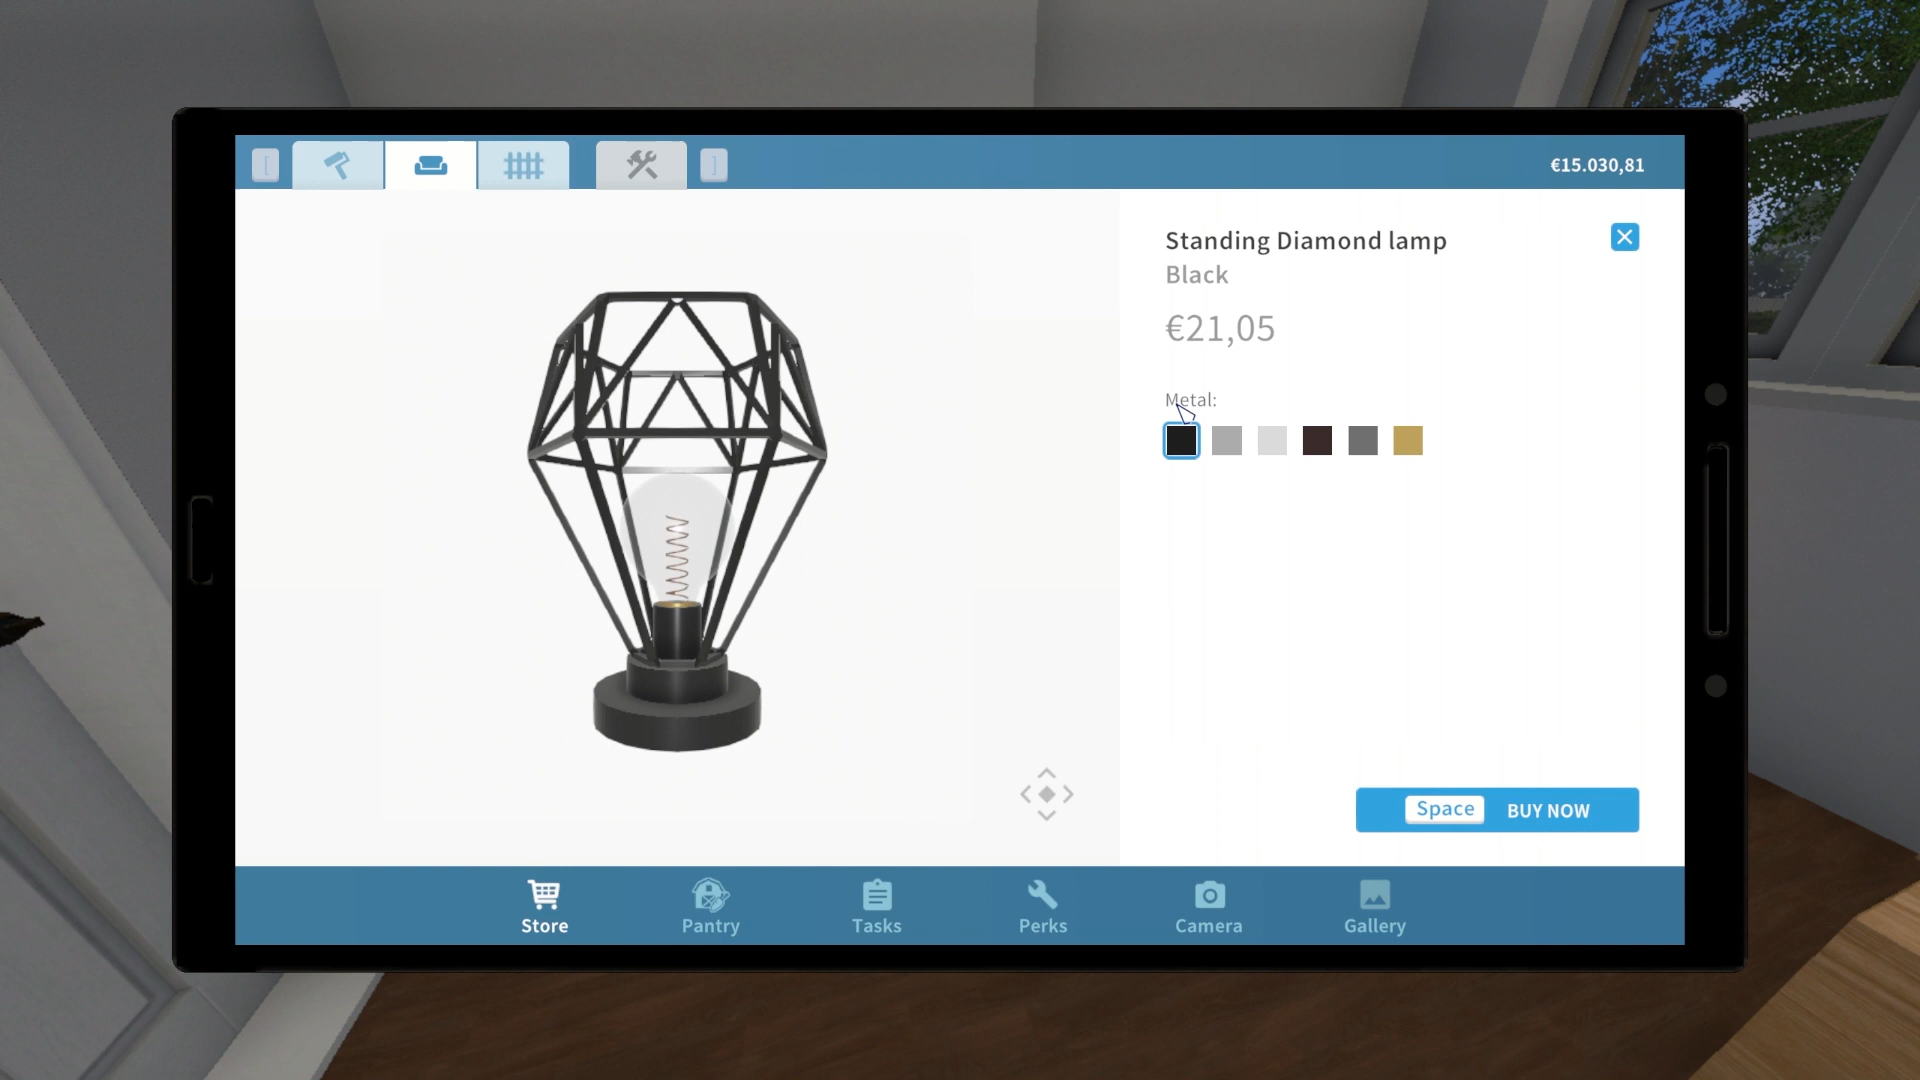 [
]
€15.030,81
Standing Diamond lamp
Black
€21,05
Metal:
Space BUY NOW
Store
Pantry
Tasks
Perks
Camera
Gallery